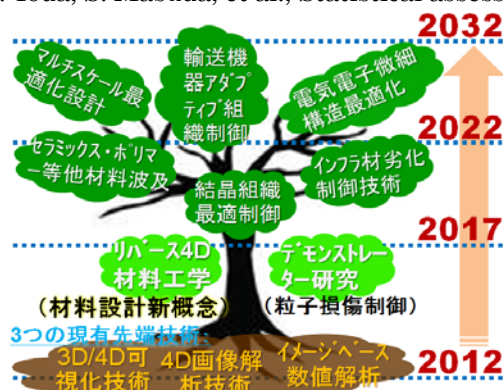 . Toda, S. Masuda, et al., Statistical assess
2032
マルチスケール最
適化設計
輸送機
器アダプ
ティブ組
織制御
電気電子微細
構造最適化
2022
セラミックス・ポリマ
ー等他材料波及
結晶組織
最適制御
インフラ材劣化
制御技術
2017
リバース4D
材料工学
(材料設計新概念)
デモンストレ
ーター研究
(粒子損傷制御)
3つの現有先端技術:
3D/4D可
視化技術
4D画像解
析技術
イメージベース
数値解析
2012